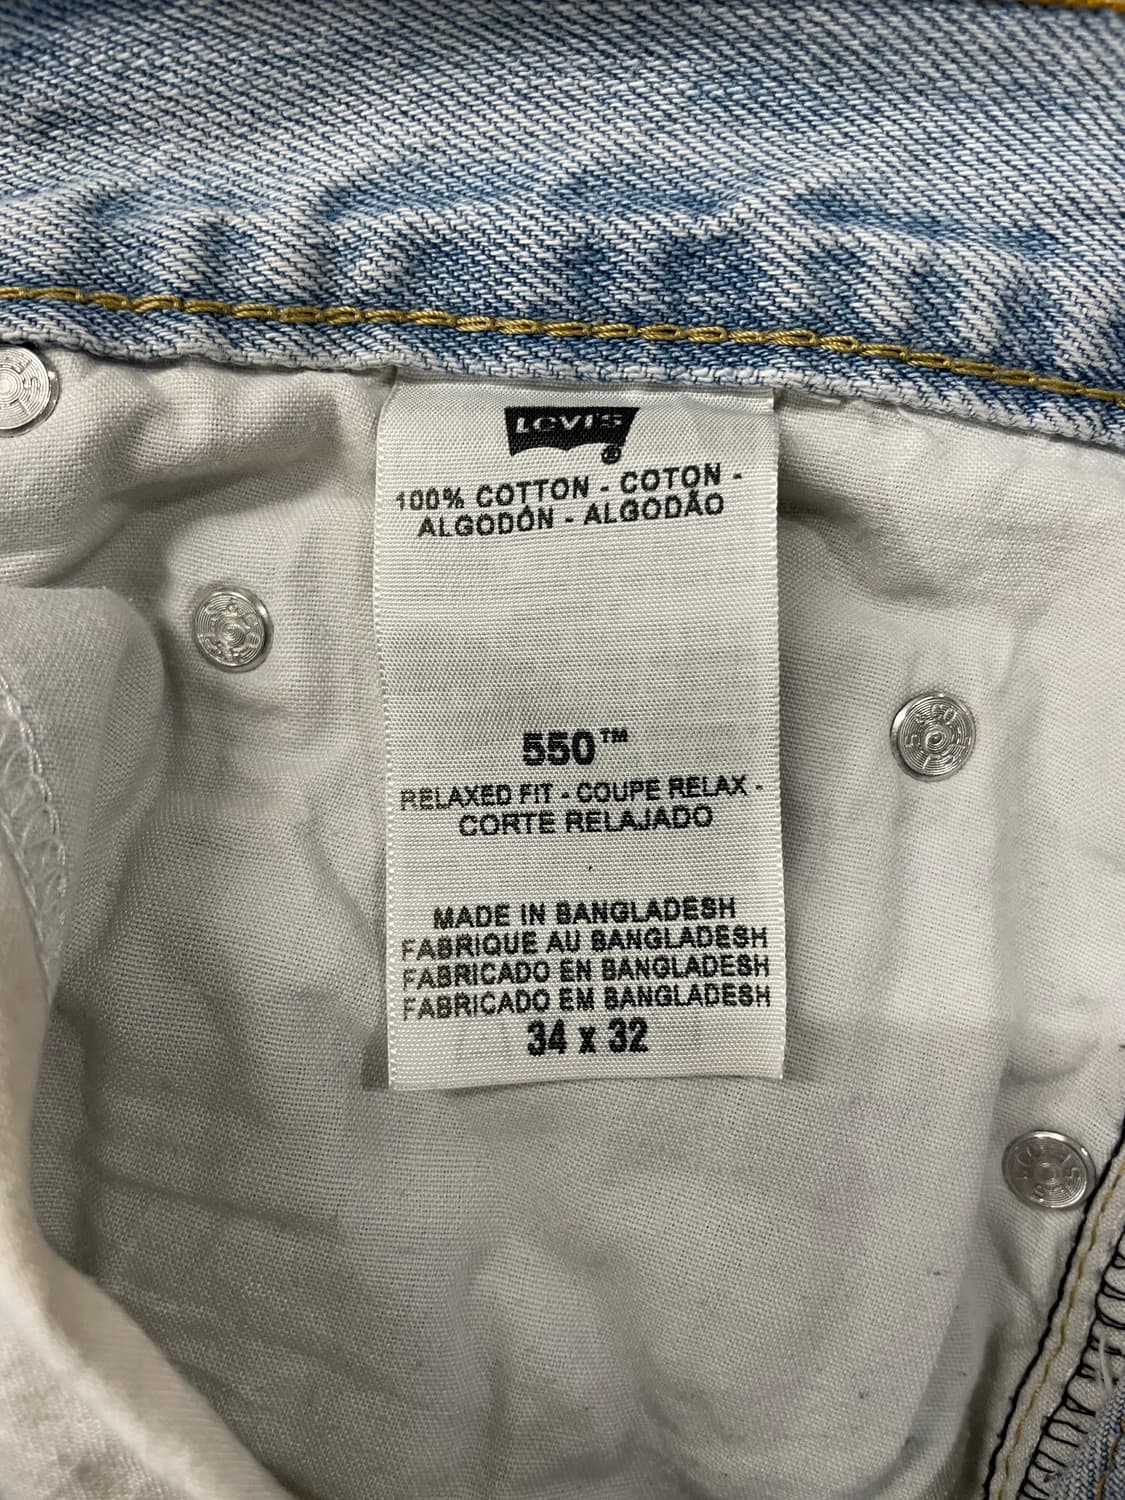 LEVI'S
®
100% COTTON - COTON -
ALGODÓN - ALGODÃO
550™
RELAXED FIT - COUPE RELAX -
CORTE RELAJADO
MADE IN BANGLADESH
FABRIQUE AU BANGLADESH
FABRICADO EN BANGLADESH
FABRICADO EM BANGLADESH
34 x 32